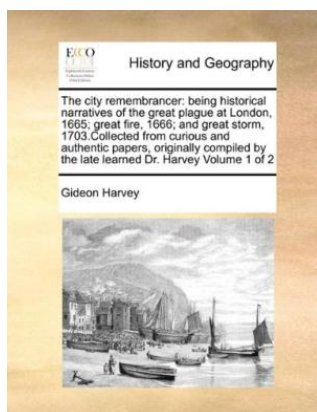 ECCO
History and Geography
The city remembrancer: being historical
narratives of the great plague at London,
1665; great fire, 1666; and great storm,
1703.Collected from curious and
authentic papers, originally compiled by
the late learned Dr. Harvey Volume 1 of 2
Gideon Harvey